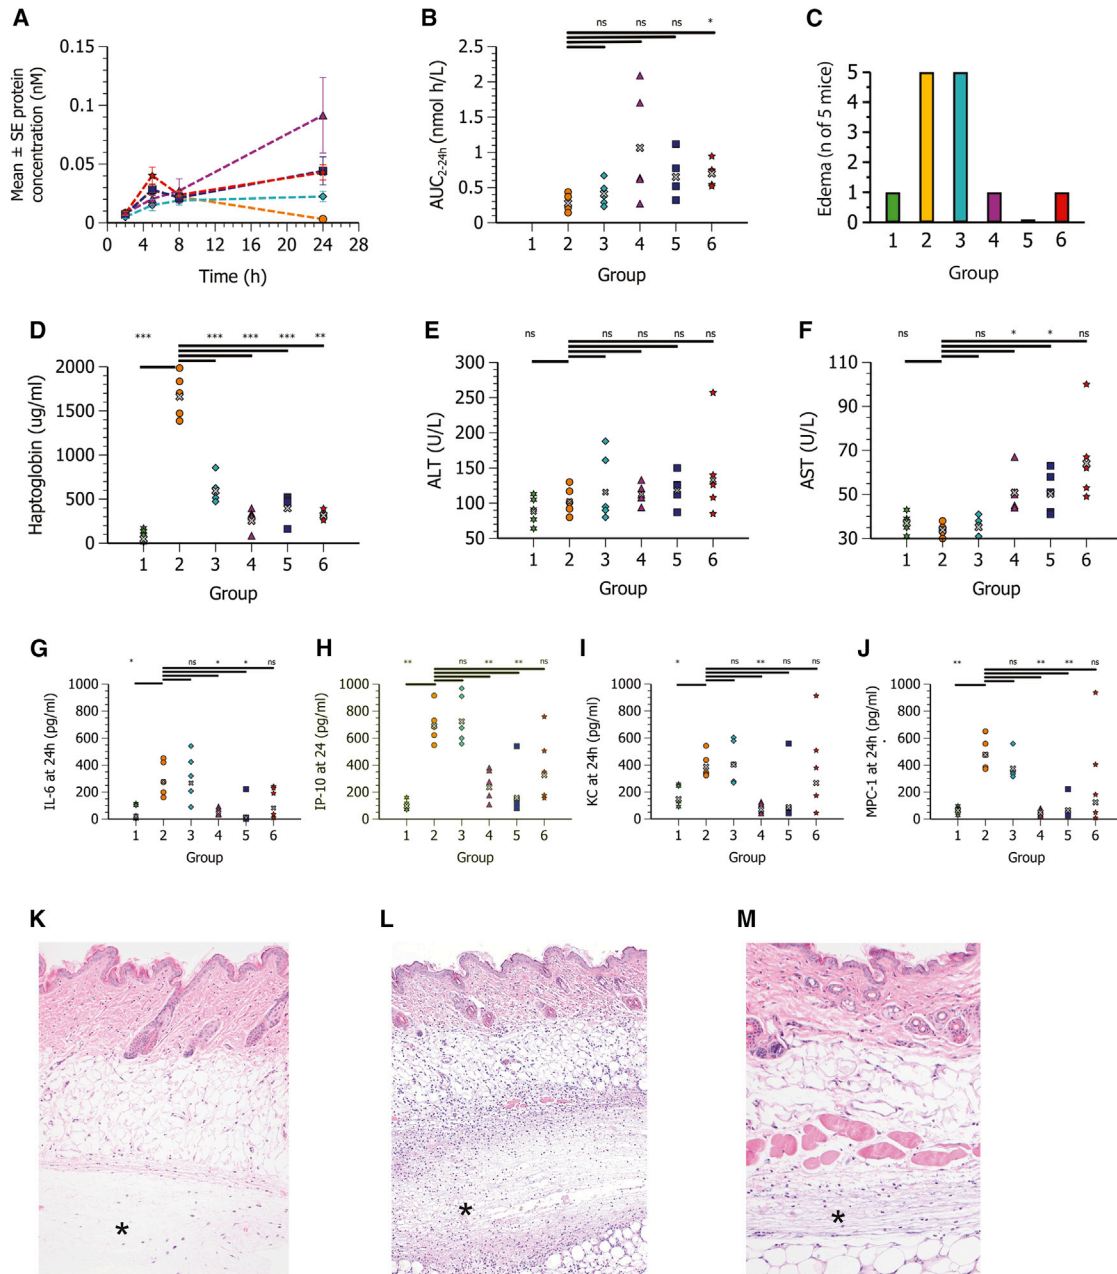 A
Mean ± SE protein
concentration (nM)
0.15
0.1
0.05
0
0 4 8 12 16 20 24 28
Time (h)
B
ns ns ns *
AUC2-24h (nmol h/L)
2.5
2.0
1.5
1.0
0.5
0.0
1 2 3 4 5 6
Group
C
Edema (n of 5 mice)
5
4
3
2
1
0
1 2 3 4 5 6
Group
D
*** *** *** *** **
Haptoglobin (ug/ml)
2000
1500
1000
500
0
1 2 3 4 5 6
Group
E
ns ns ns ns ns
ALT (U/L)
300
250
200
150
100
50
1 2 3 4 5 6
Group
F
ns ns * * ns
AST (U/L)
110
90
70
50
30
1 2 3 4 5 6
Group
G
* ns * * ns
IL-6 at 24h (pg/ml)
1000
800
600
400
200
0
1 2 3 4 5 6
Group
H
** ns ** ** ns
IP-10 at 24 (pg/ml)
1000
800
600
400
200
0
1 2 3 4 5 6
Group
I
* ns ** ns ns
KC at 24h (pg/ml)
1000
800
600
400
200
0
1 2 3 4 5 6
Group
J
** ns ** ** ns
MPC-1 at 24h (pg/ml)
1000
800
600
400
200
0
1 2 3 4 5 6
Group
K
*
L
*
M
*